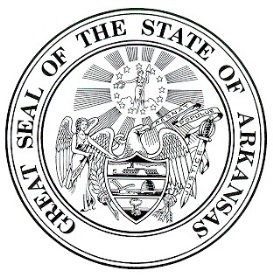 GREAT SEAL OF THE STATE OF ARKANSAS